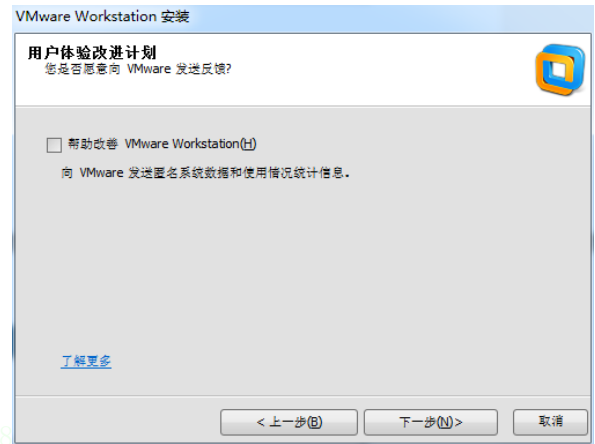 VMware Workstation 安装
用户体验改进计划
您是否愿意向 VMware 发送反馈?
帮助改善 VMware Workstation(H)
向 VMware 发送匿名系统数据和使用情况统计信息。
了解更多
< 上一步(B)
下一步(N)>
取消